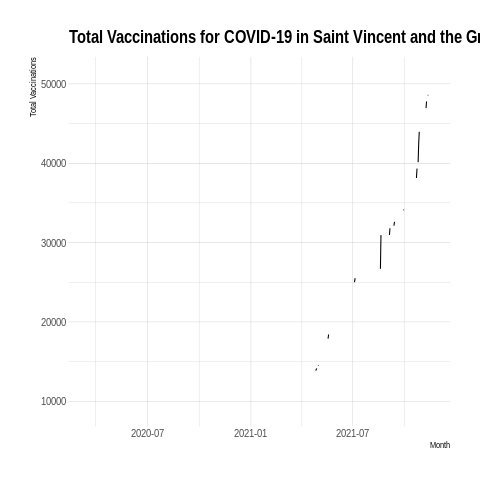 Total Vaccinations for COVID-19 in Saint Vincent and the Gr
Total Vaccinations
50000
40000
30000
20000
10000
2020-07 2021-01 2021-07
Month